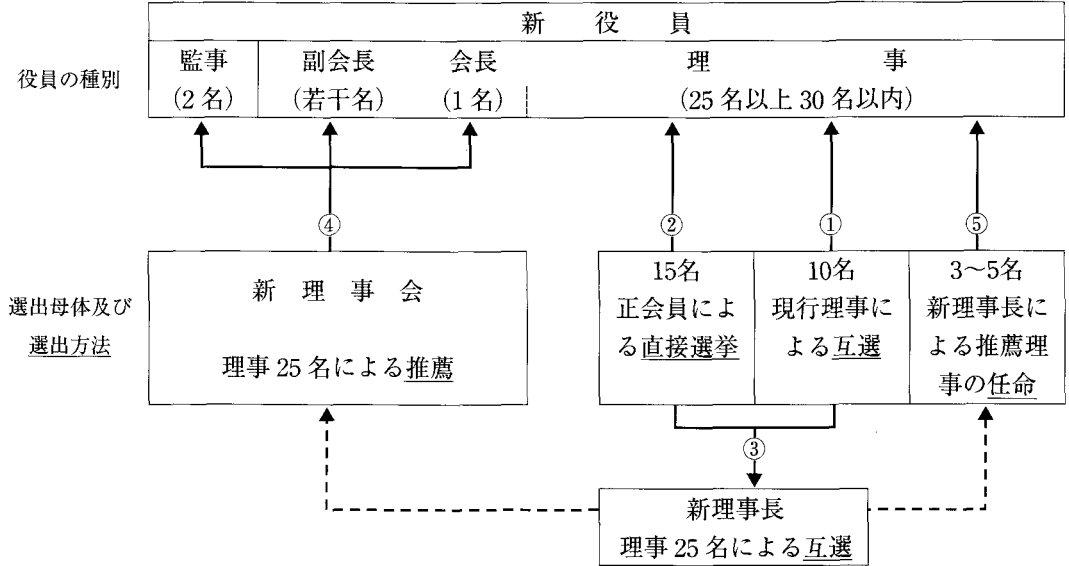 新役員
役員の種別
監事
(2名)
副会長
(若干名)
会長
(1名)
理事
(25名以上30名以内)
④
②
①
⑤
選出母体及び
選出方法
新理事会
理事25名による推薦
15名
正会員によ
る直接選挙
10名
現行理事に
よる互選
3～5名
新理事長に
よる推薦理
事の任命
③
新理事長
理事25名による互選